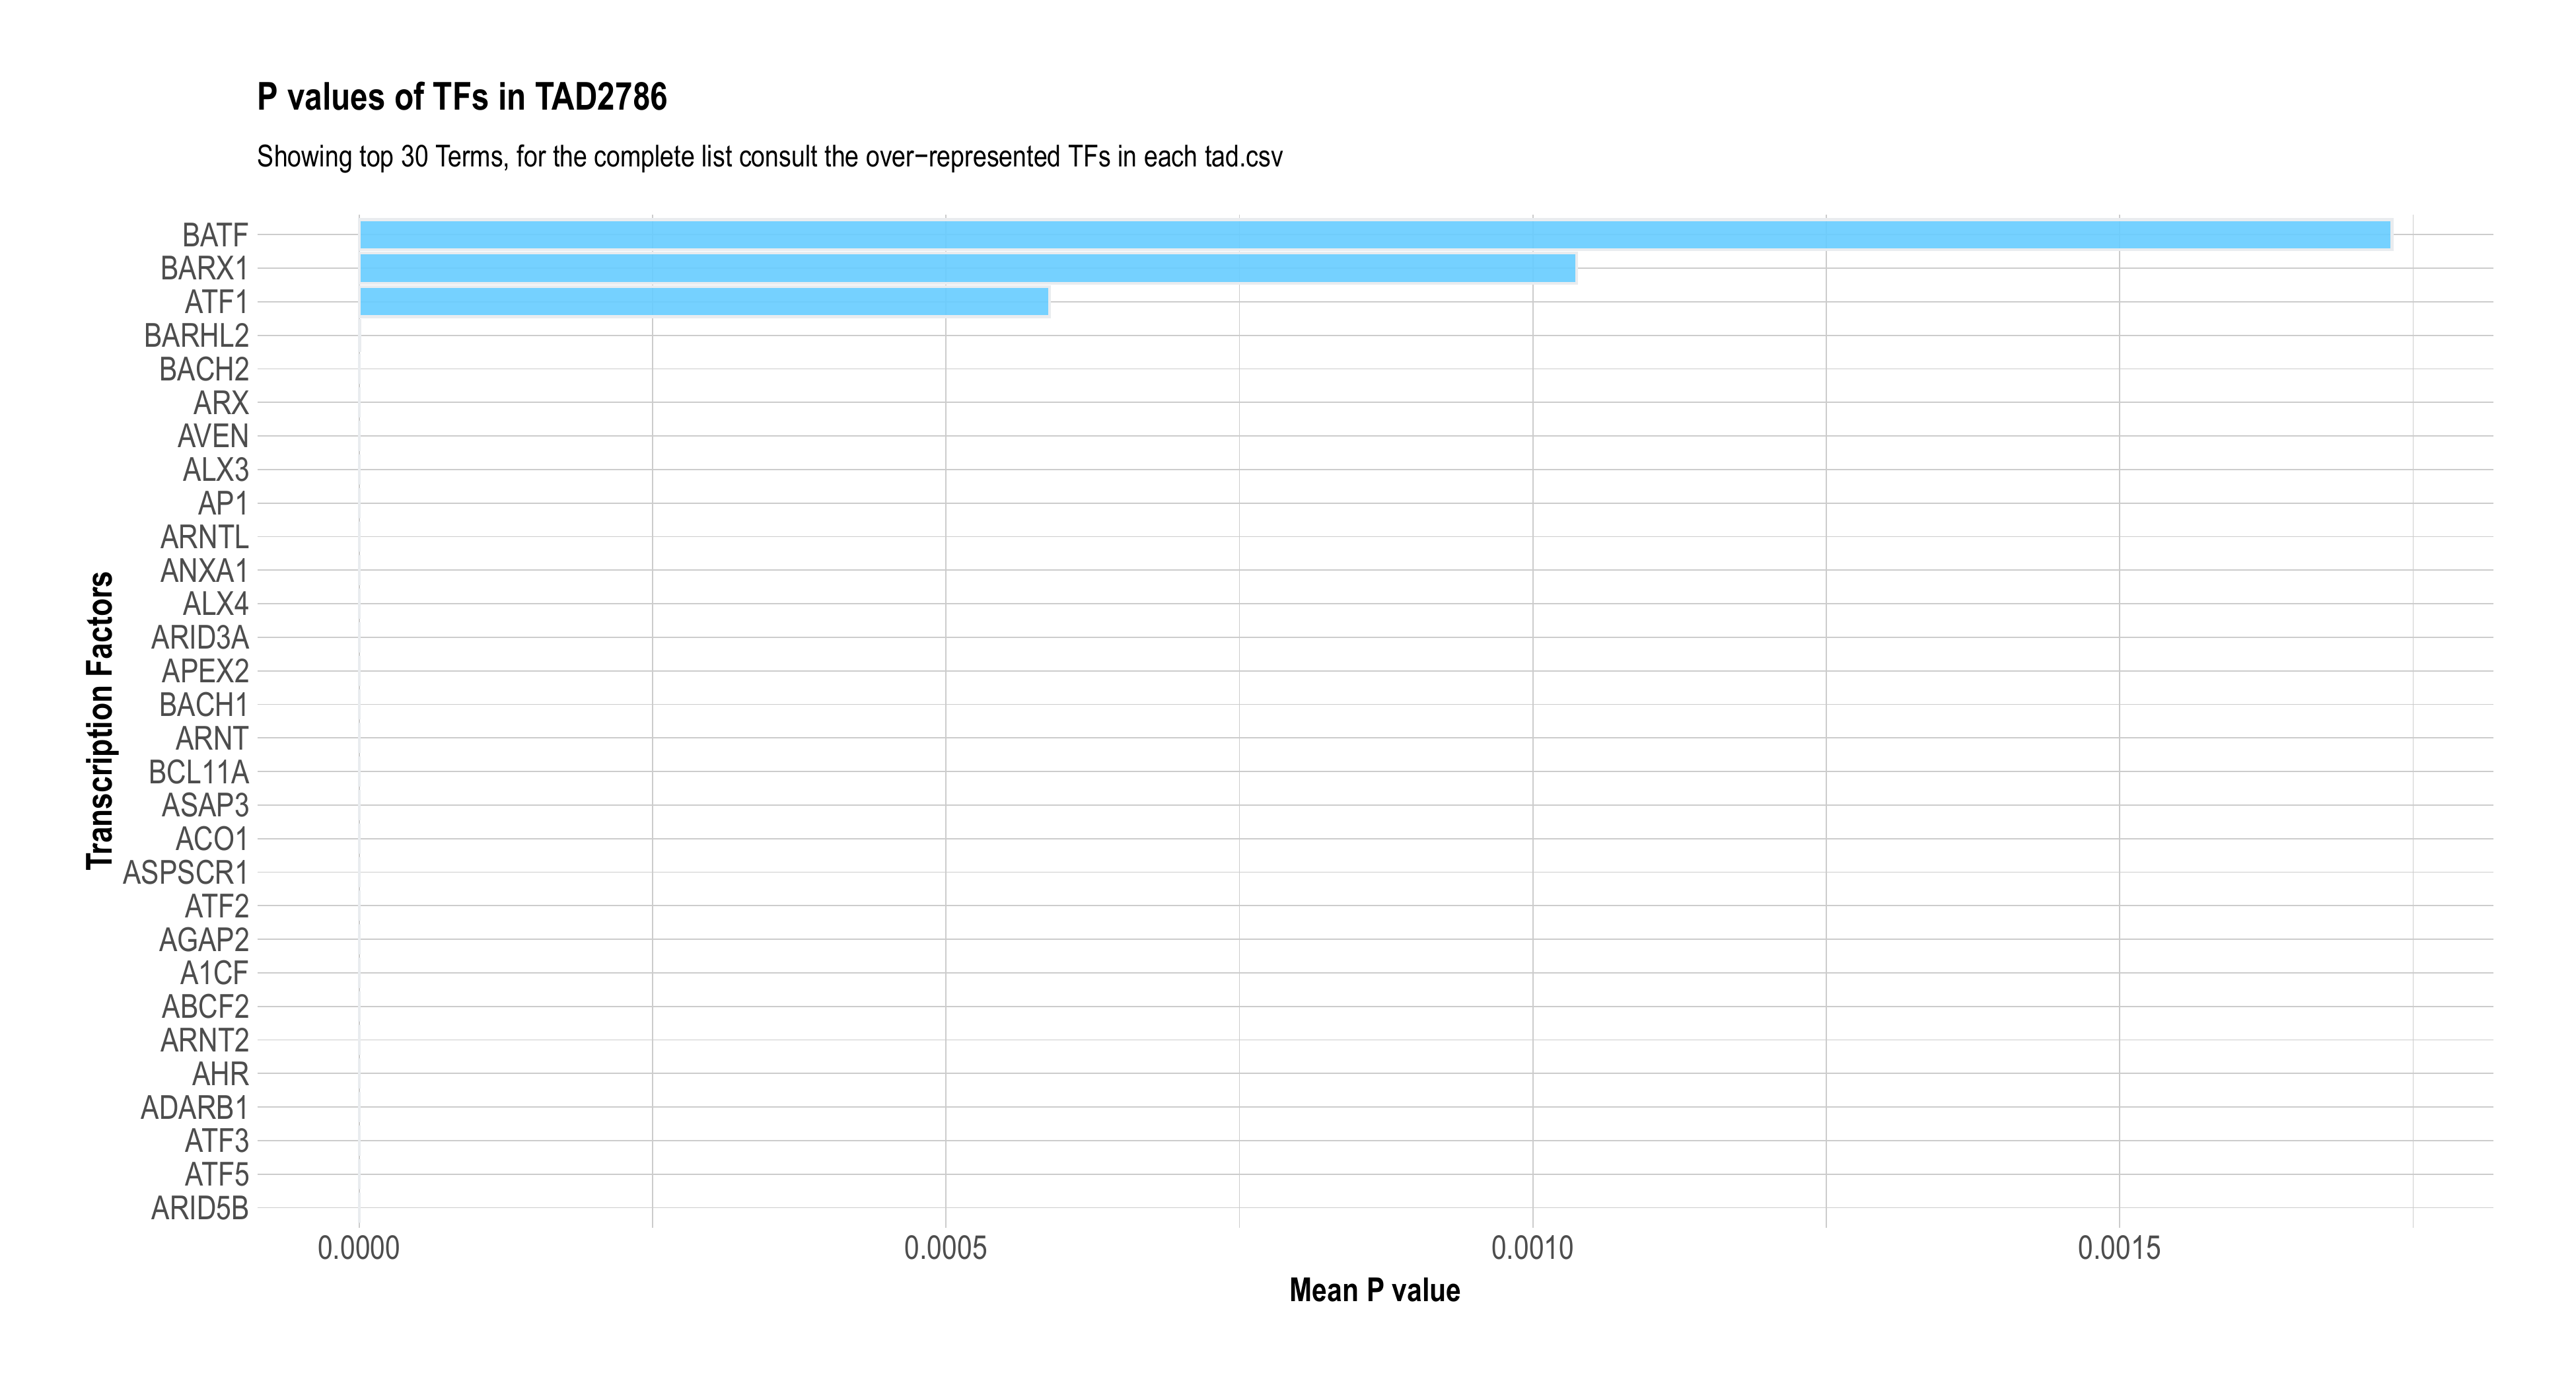 P values of TFs in TAD2786
Showing top 30 Terms, for the complete list consult the over−represented TFs in each tad.csv
Transcription Factors
BATF
BARX1
ATF1
BARHL2
BACH2
ARX
AVEN
ALX3
AP1
ARNTL
ANXA1
ALX4
ARID3A
APEX2
BACH1
ARNT
BCL11A
ASAP3
ACO1
ASPSCR1
ATF2
AGAP2
A1CF
ABCF2
ARNT2
AHR
ADARB1
ATF3
ATF5
ARID5B
0.0000 0.0005 0.0010 0.0015
Mean P value